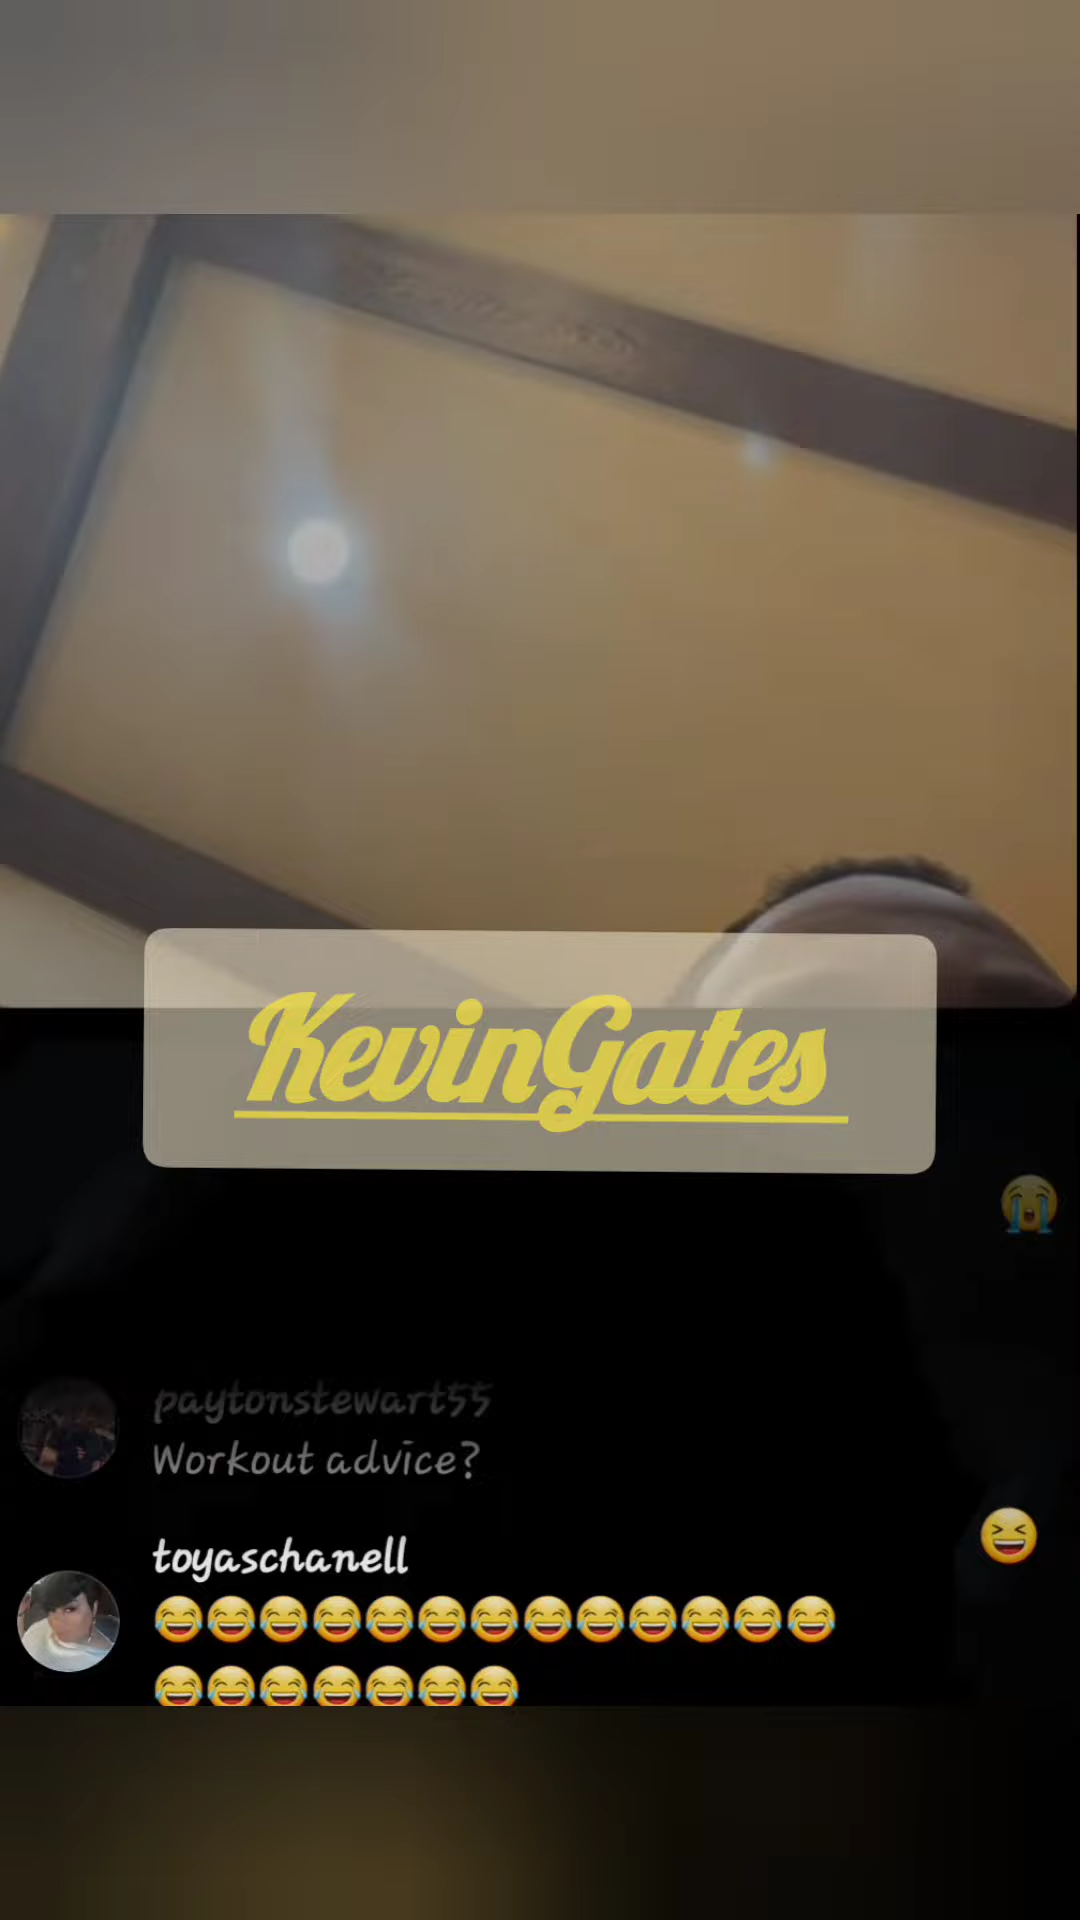 KevinGates
paytonstewart55
Workout advice?
toyaschanell
😂😂😂😂😂😂😂😂😂😂😂😂😂
😂😂😂😂😂😂😂